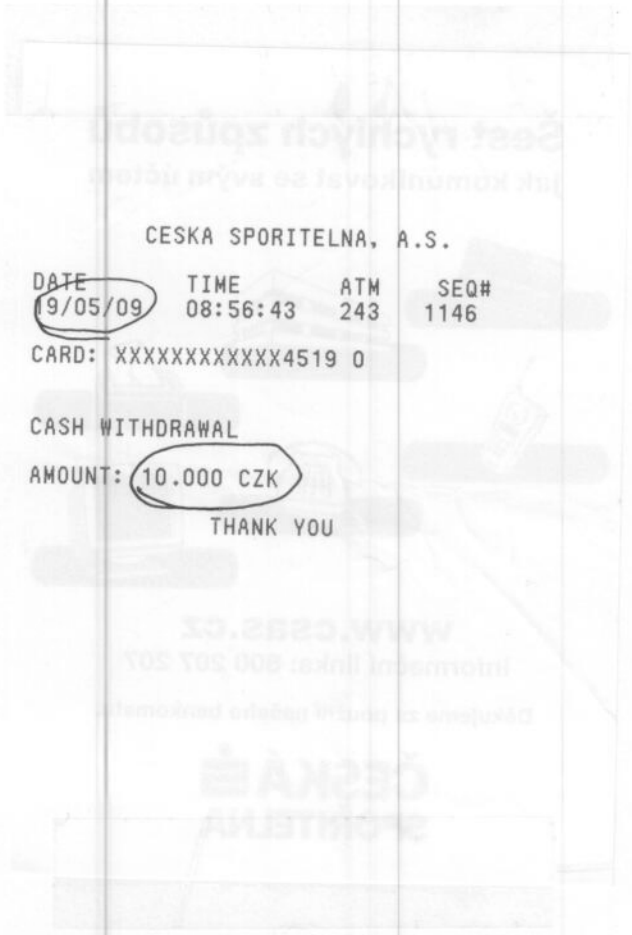 CESKA SPORITELNA, A.S.
DATE TIME ATM SEQ#
19/05/09 08:56:43 243 1146
CARD: XXXXXXXXXXXX4519 0
CASH WITHDRAWAL
AMOUNT: 10.000 CZK
THANK YOU
Šest rychlých způsobů
jak komunikovat se svým účtem
www.csas.cz
Informační linka: 800 207 207
Děkujeme za použití našeho bankomatu.
ČESKÁ
SPOŘITELNA